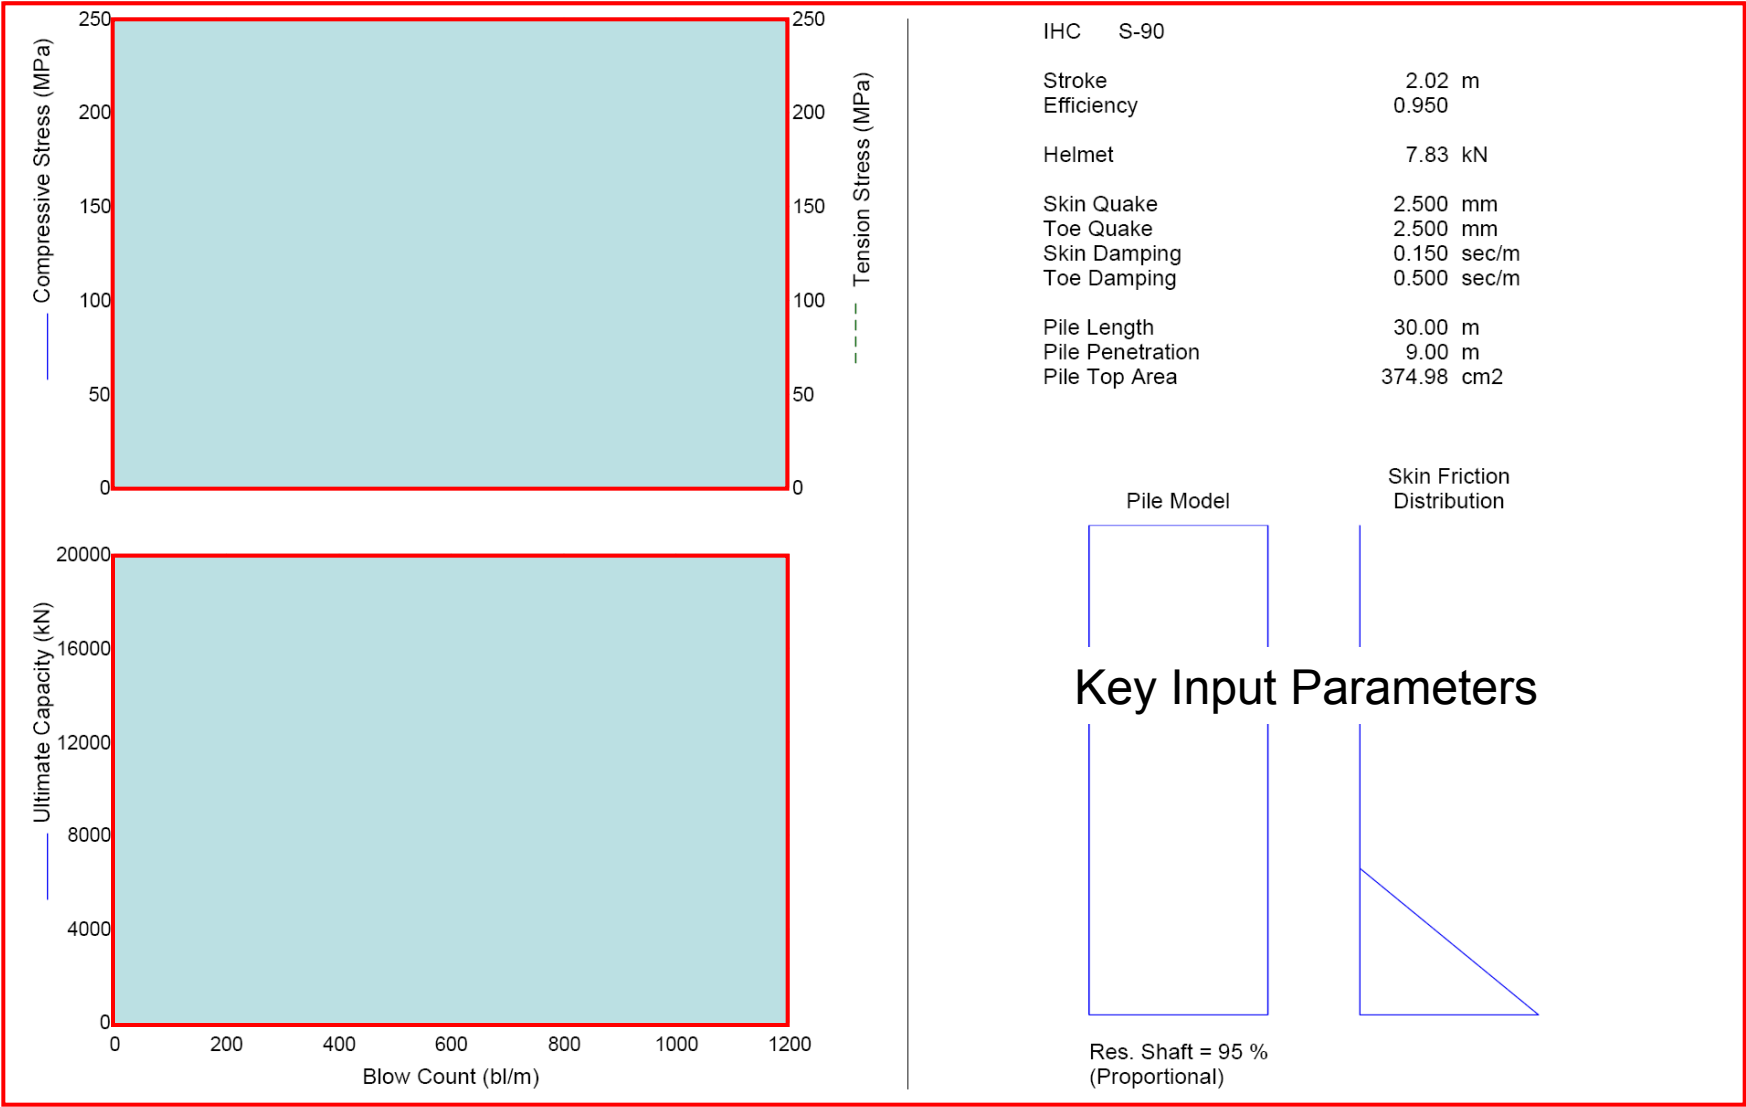 250
200
150
100
50
0
Compressive Stress (MPa)
250
200
150
100
50
0
Tension Stress (MPa)
20000
16000
12000
8000
4000
0
Ultimate Capacity (kN)
0 200 400 600 800 1000 1200
Blow Count (bl/m)
IHC S-90
Stroke 2.02 m
Efficiency 0.950
Helmet 7.83 kN
Skin Quake 2.500 mm
Toe Quake 2.500 mm
Skin Damping 0.150 sec/m
Toe Damping 0.500 sec/m
Pile Length 30.00 m
Pile Penetration 9.00 m
Pile Top Area 374.98 cm2
Pile Model
Skin Friction
Distribution
Key Input Parameters
Res. Shaft = 95 %
(Proportional)